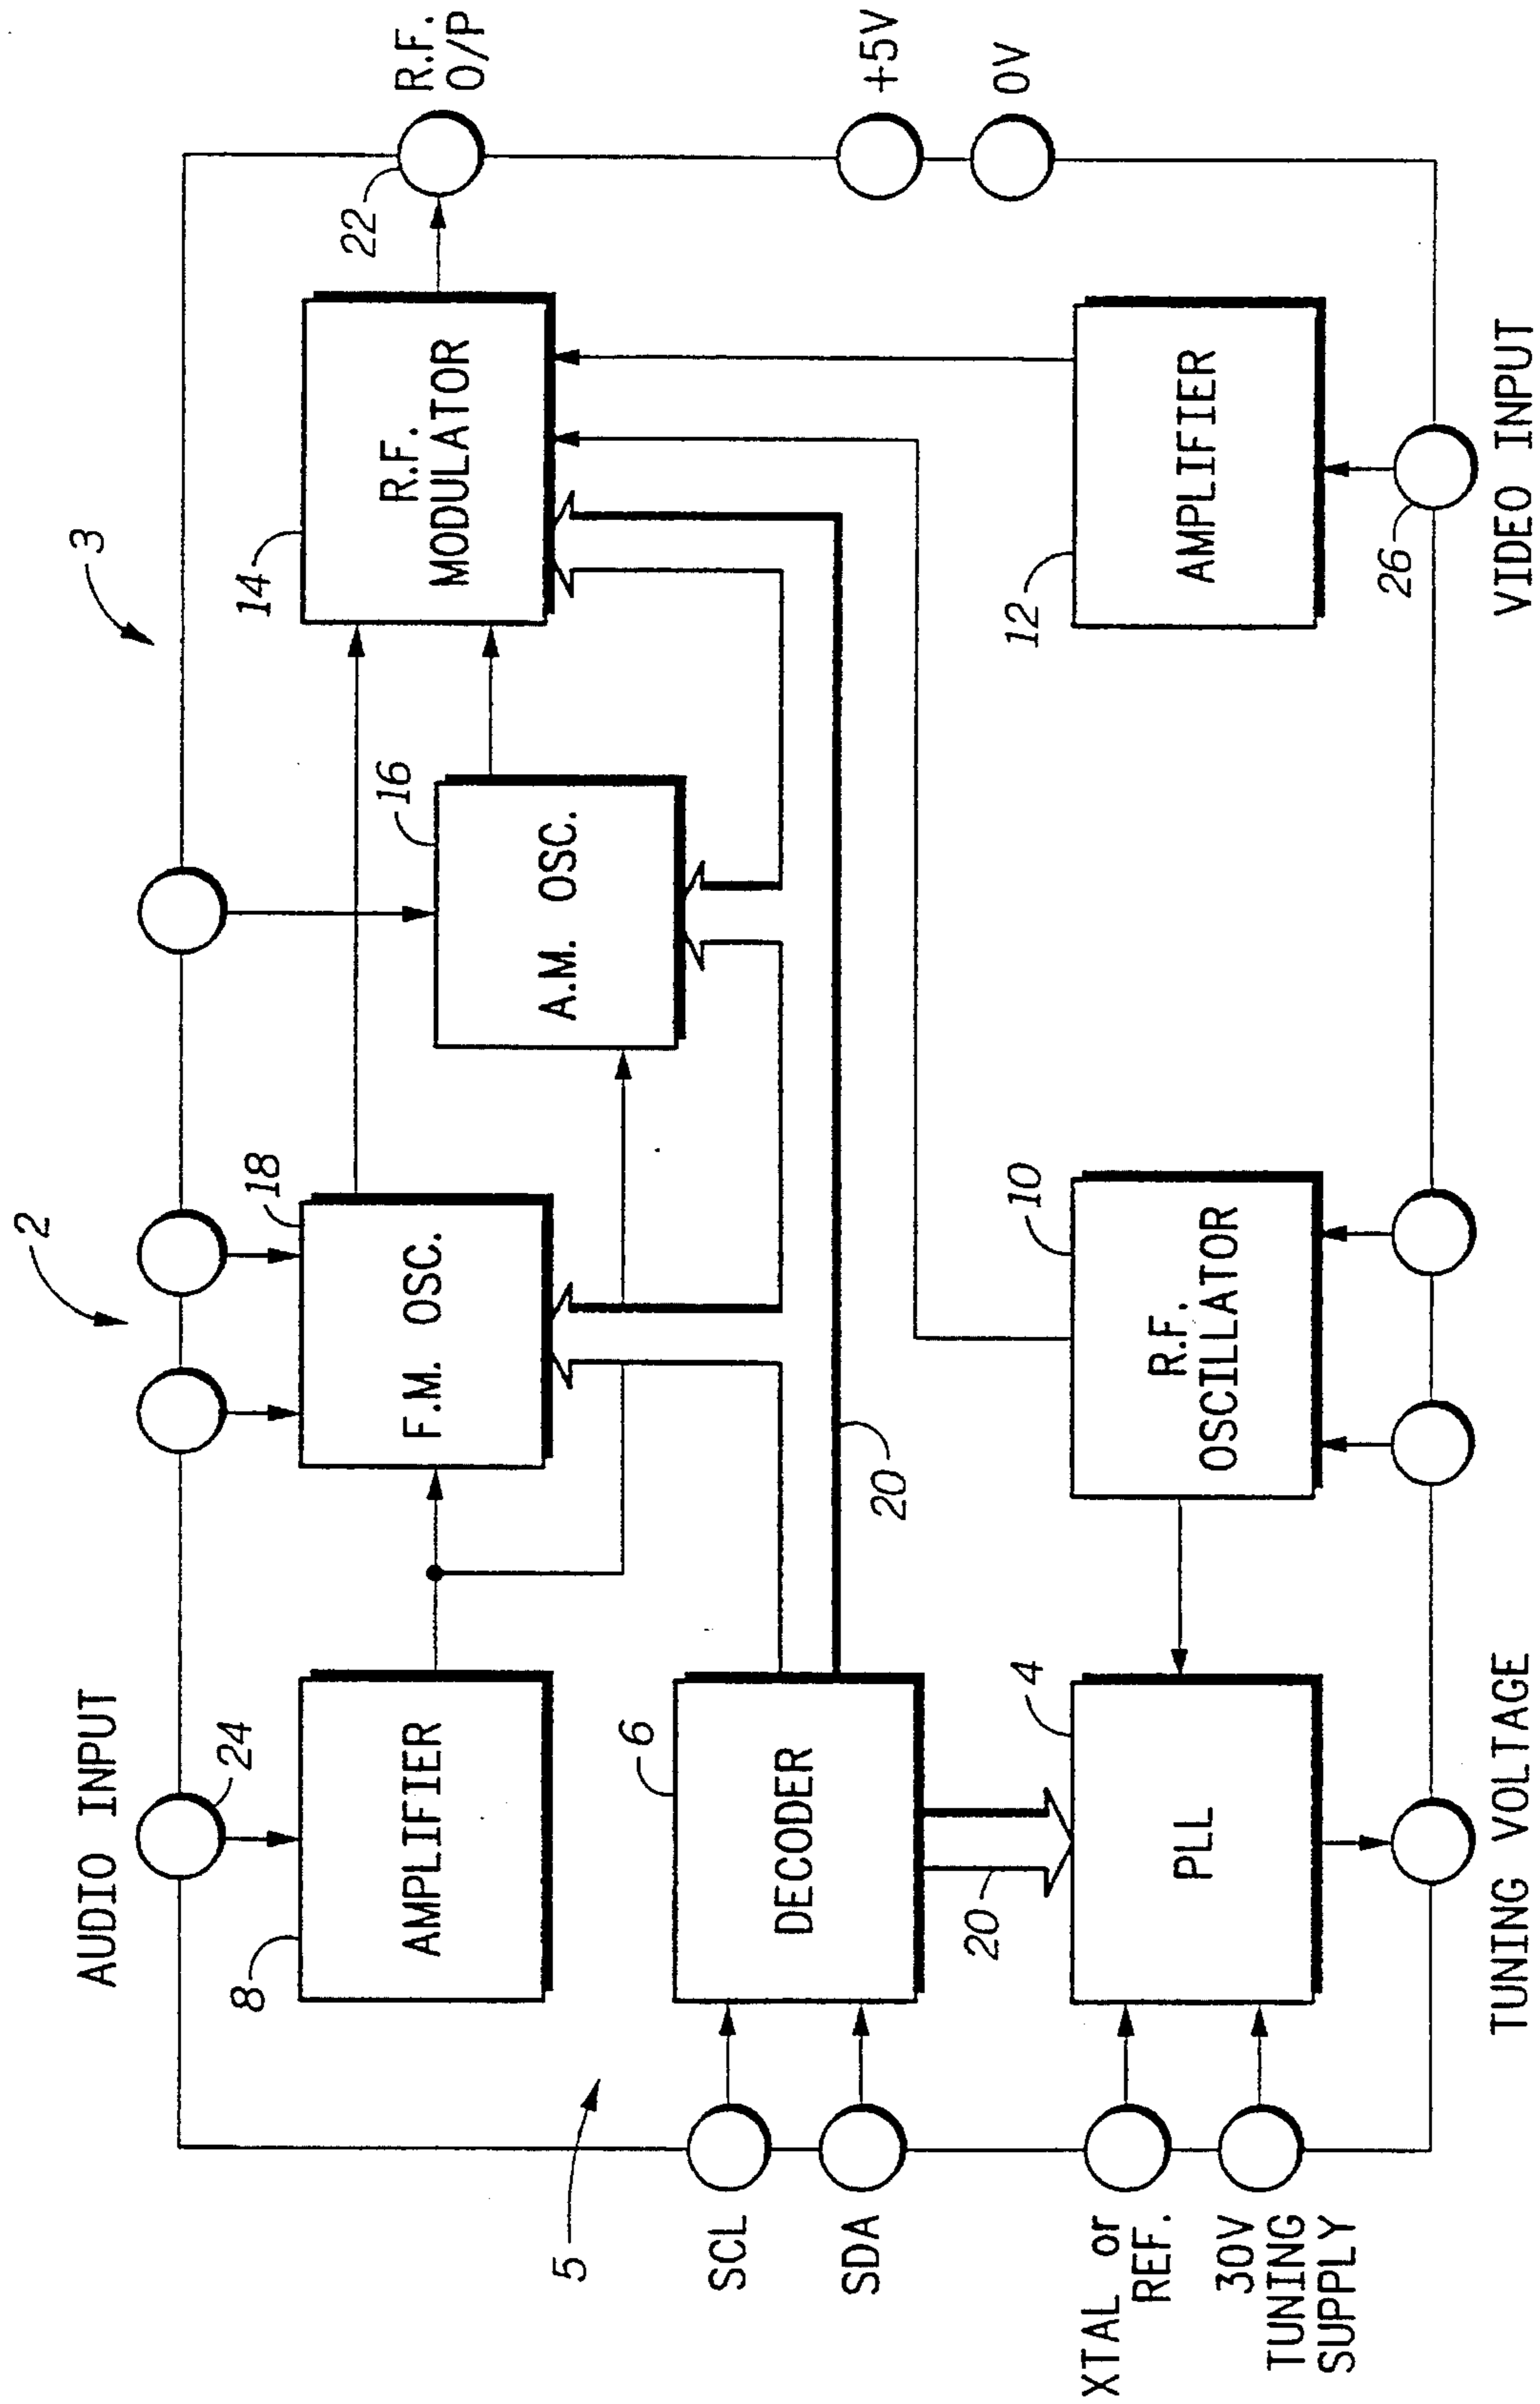 3
2
AUDIO INPUT
24
8
AMPLIFIER
18
F.M. OSC.
16
A.M. OSC.
14
R.F.
MODULATOR
22
R.F.
O/P
+5V
0V
5
SCL
SDA
6
DECODER
20
20
XTAL or
REF.
30V
TUNING
SUPPLY
4
PLL
10
R.F.
OSCILLATOR
12
AMPLIFIER
26
TUNING VOLTAGE
VIDEO INPUT